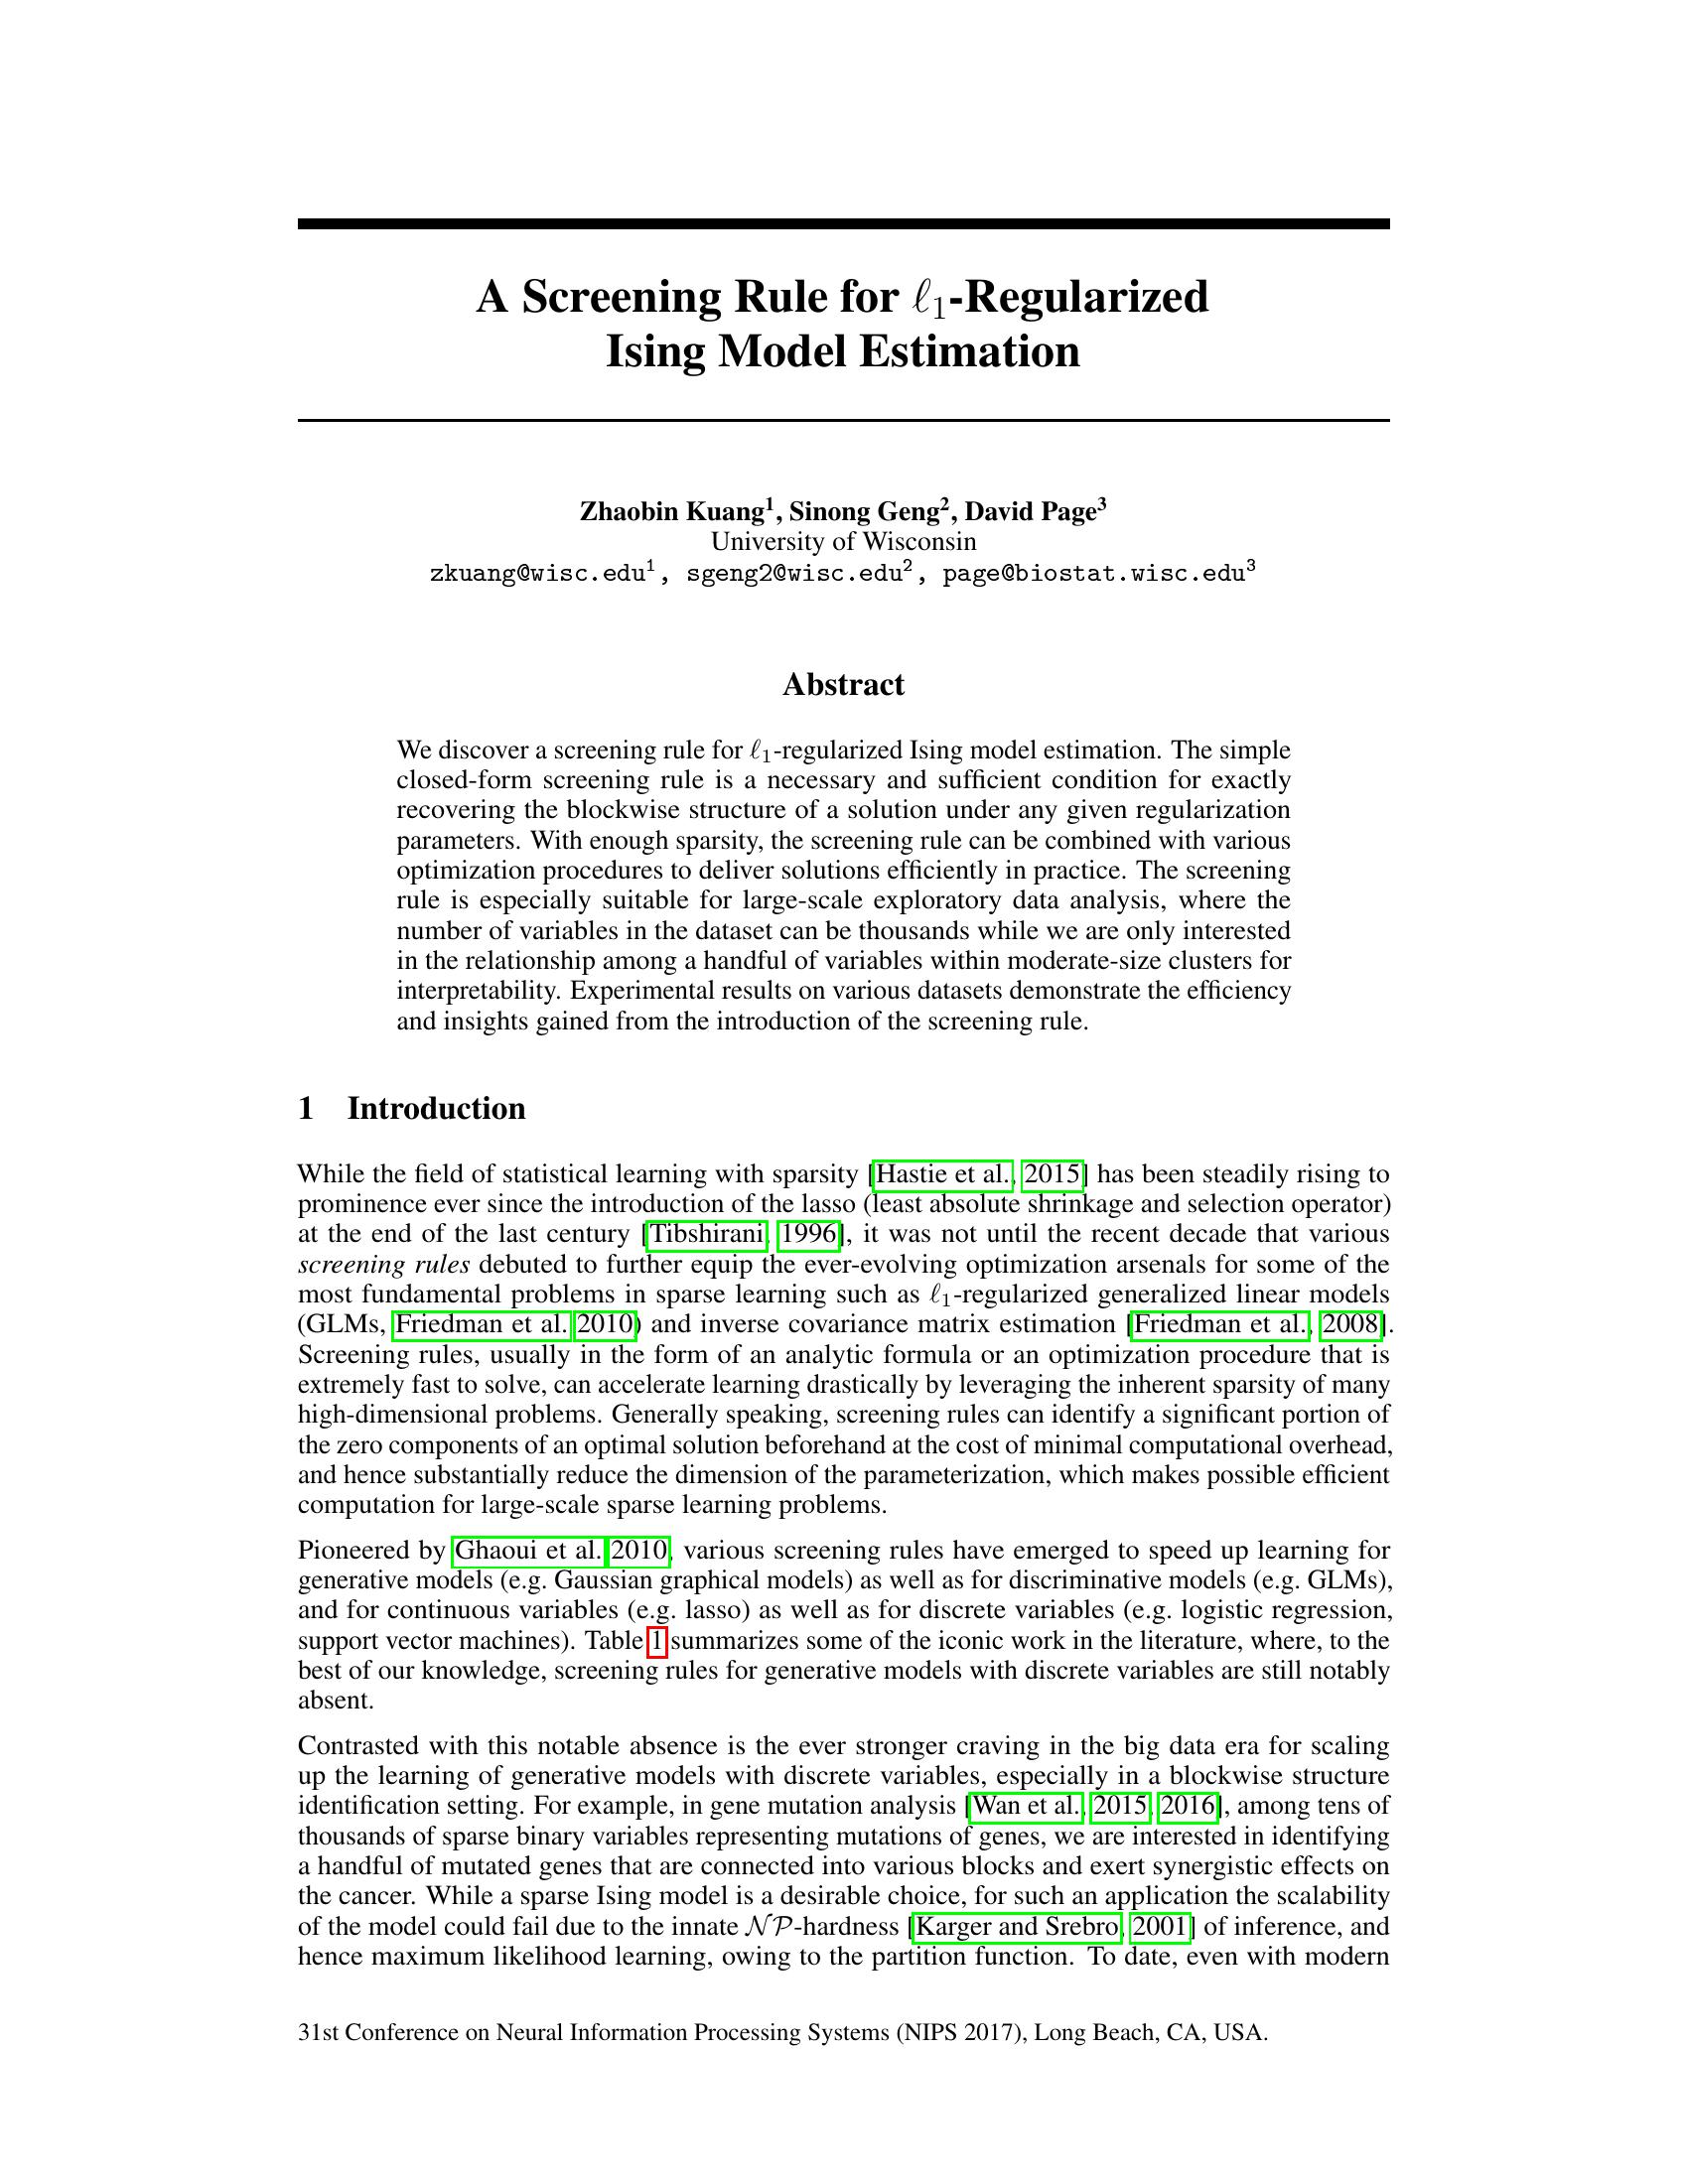 A Screening Rule for ℓ1-Regularized
Ising Model Estimation
Zhaobin Kuang1, Sinong Geng2, David Page3
University of Wisconsin
zkuang@wisc.edu1, sgeng2@wisc.edu2, page@biostat.wisc.edu3
Abstract
We discover a screening rule for ℓ1-regularized Ising model estimation. The simple
closed-form screening rule is a necessary and sufficient condition for exactly
recovering the blockwise structure of a solution under any given regularization
parameters. With enough sparsity, the screening rule can be combined with various
optimization procedures to deliver solutions efficiently in practice. The screening
rule is especially suitable for large-scale exploratory data analysis, where the
number of variables in the dataset can be thousands while we are only interested
in the relationship among a handful of variables within moderate-size clusters for
interpretability. Experimental results on various datasets demonstrate the efficiency
and insights gained from the introduction of the screening rule.
1 Introduction
While the field of statistical learning with sparsity [Hastie et al., 2015] has been steadily rising to
prominence ever since the introduction of the lasso (least absolute shrinkage and selection operator)
at the end of the last century [Tibshirani, 1996], it was not until the recent decade that various
screening rules debuted to further equip the ever-evolving optimization arsenals for some of the
most fundamental problems in sparse learning such as ℓ1-regularized generalized linear models
(GLMs, Friedman et al. 2010) and inverse covariance matrix estimation [Friedman et al., 2008].
Screening rules, usually in the form of an analytic formula or an optimization procedure that is
extremely fast to solve, can accelerate learning drastically by leveraging the inherent sparsity of many
high-dimensional problems. Generally speaking, screening rules can identify a significant portion of
the zero components of an optimal solution beforehand at the cost of minimal computational overhead,
and hence substantially reduce the dimension of the parameterization, which makes possible efficient
computation for large-scale sparse learning problems.
Pioneered by Ghaoui et al. 2010, various screening rules have emerged to speed up learning for
generative models (e.g. Gaussian graphical models) as well as for discriminative models (e.g. GLMs),
and for continuous variables (e.g. lasso) as well as for discrete variables (e.g. logistic regression,
support vector machines). Table 1 summarizes some of the iconic work in the literature, where, to the
best of our knowledge, screening rules for generative models with discrete variables are still notably
absent.
Contrasted with this notable absence is the ever stronger craving in the big data era for scaling
up the learning of generative models with discrete variables, especially in a blockwise structure
identification setting. For example, in gene mutation analysis [Wan et al., 2015, 2016], among tens of
thousands of sparse binary variables representing mutations of genes, we are interested in identifying
a handful of mutated genes that are connected into various blocks and exert synergistic effects on
the cancer. While a sparse Ising model is a desirable choice, for such an application the scalability
of the model could fail due to the innate NP-hardness [Karger and Srebro, 2001] of inference, and
hence maximum likelihood learning, owing to the partition function. To date, even with modern
31st Conference on Neural Information Processing Systems (NIPS 2017), Long Beach, CA, USA.